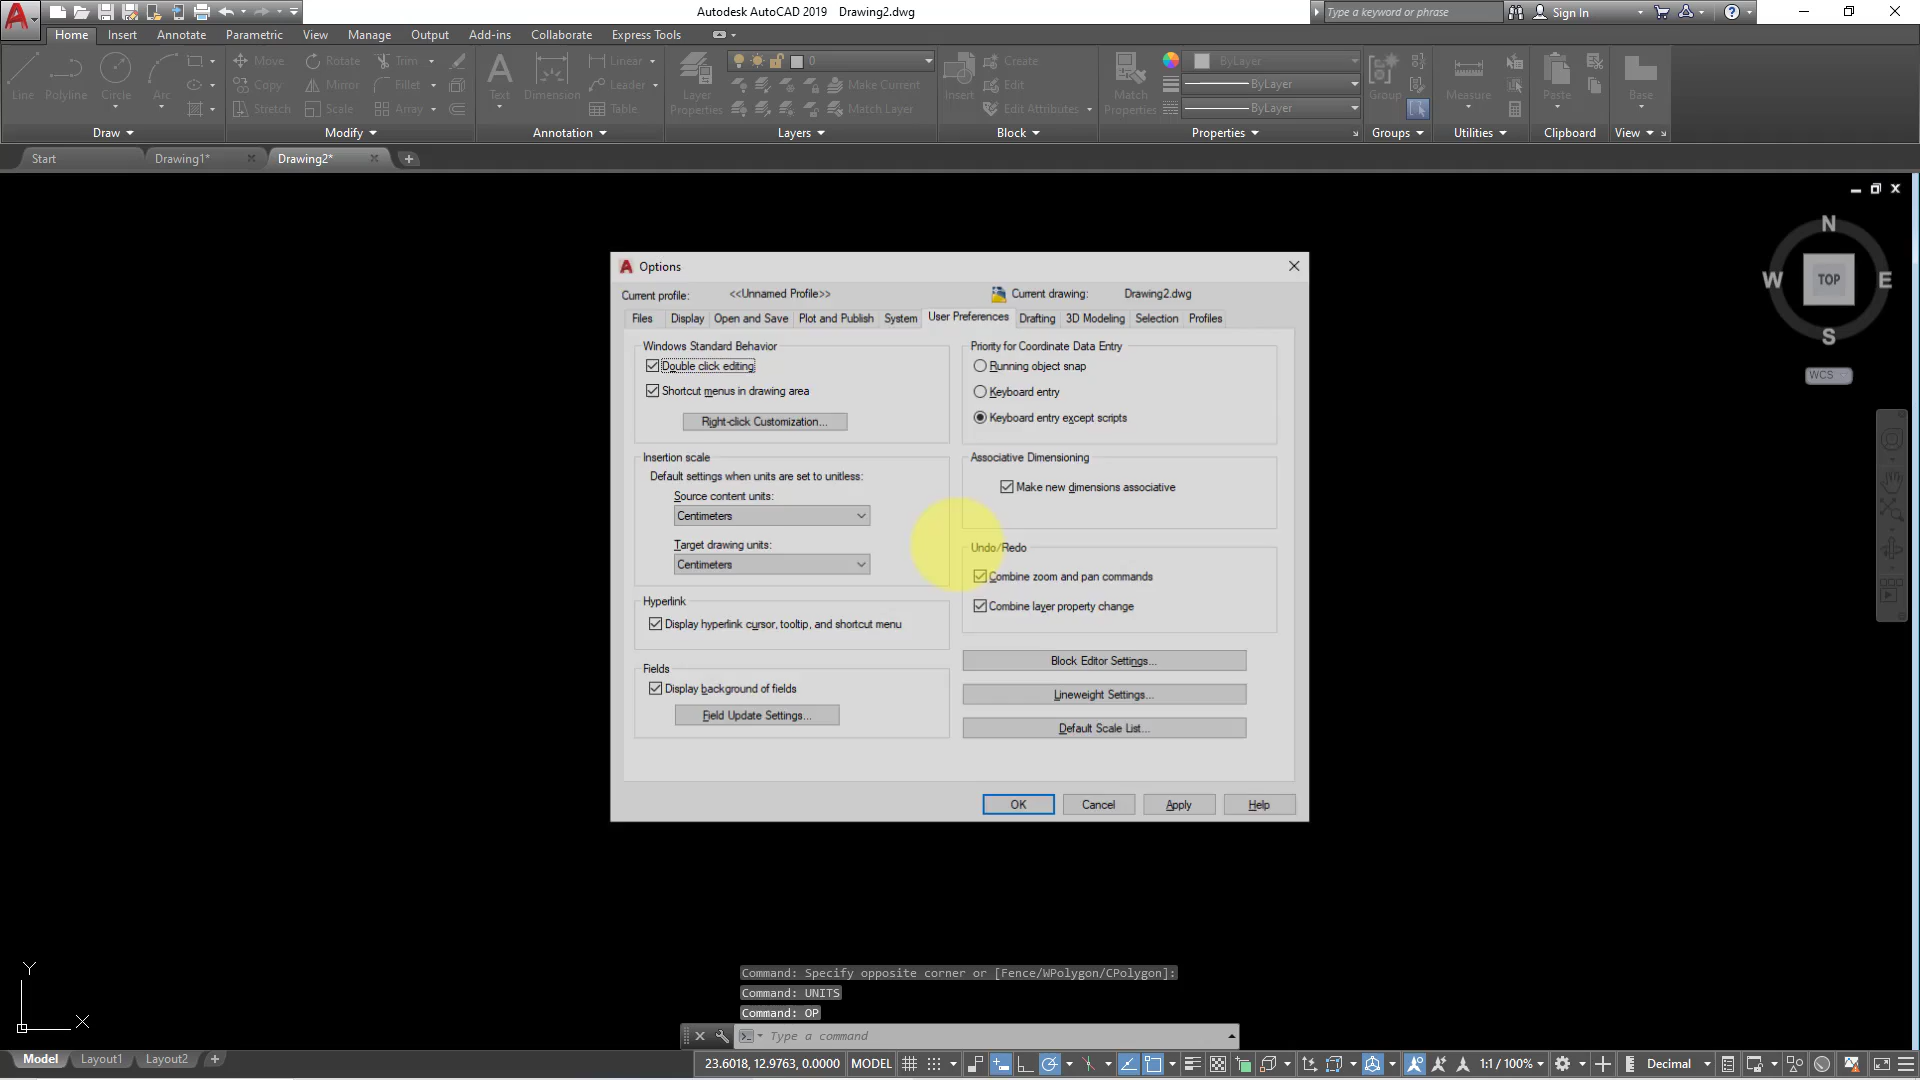 Autodesk AutoCAD 2019 Drawing2.dwg
Type a keyword or phrase
Sign In
Home Insert Annotate Parametric View Manage Output Add-ins Collaborate Express Tools
Line Polyline Circle Arc
Move Rotate Trim
Copy Mirror Fillet
Stretch Scale Array
Text Dimension
Linear
Leader
Table
Layer Properties
0
Make Current
Match Layer
Insert
Create
Edit
Edit Attributes
Match Properties
ByLayer
ByLayer
ByLayer
Group
Measure
Paste
Base
Draw Modify Annotation Layers Block Properties Groups Utilities Clipboard View
Start Drawing1* Drawing2*
N
W TOP E
S
WCS
Options
Current profile: <<Unnamed Profile>> Current drawing: Drawing2.dwg
Files Display Open and Save Plot and Publish System User Preferences Drafting 3D Modeling Selection Profiles
Windows Standard Behavior
Double click editing
Shortcut menus in drawing area
Right-click Customization...
Insertion scale
Default settings when units are set to unitless:
Source content units:
Centimeters
Target drawing units:
Centimeters
Hyperlink
Display hyperlink cursor, tooltip, and shortcut menu
Fields
Display background of fields
Field Update Settings...
Priority for Coordinate Data Entry
Running object snap
Keyboard entry
Keyboard entry except scripts
Associative Dimensioning
Make new dimensions associative
Undo/Redo
Combine zoom and pan commands
Combine layer property change
Block Editor Settings...
Lineweight Settings...
Default Scale List...
OK Cancel Apply Help
Command: Specify opposite corner or [Fence/WPolygon/CPolygon]:
Command: UNITS
Command: OP
Type a command
Y
X
Model Layout1 Layout2
23.6018, 12.9763, 0.0000 MODEL 1:1 / 100% Decimal